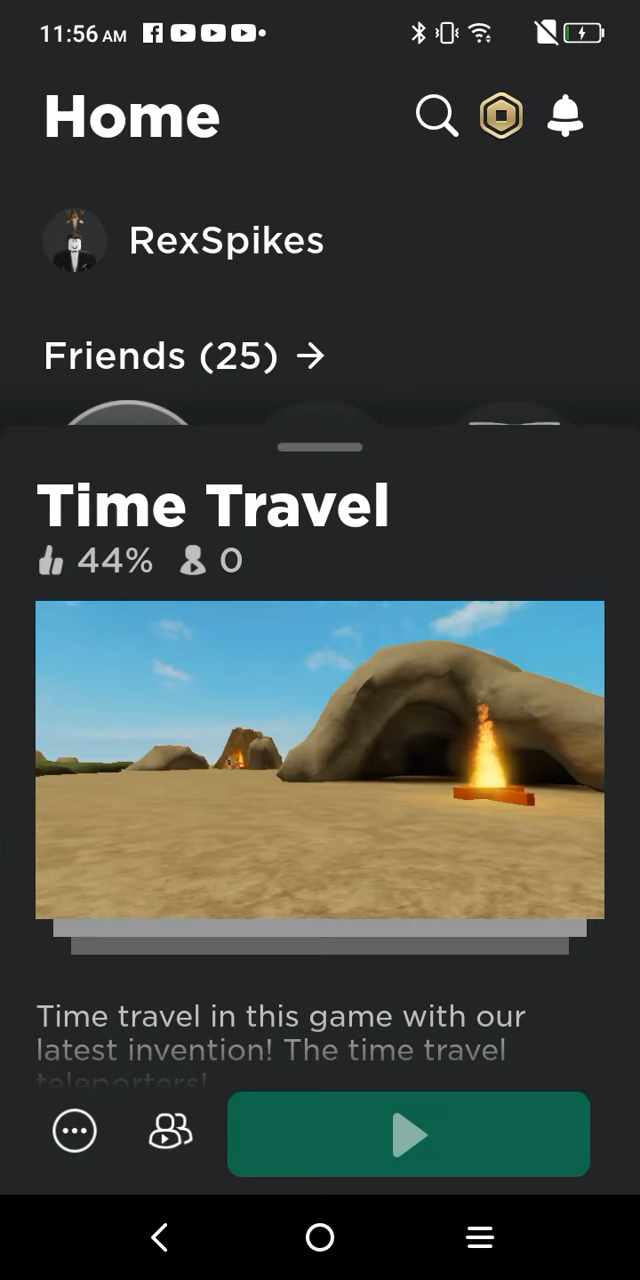 11:56 AM
Home
RexSpikes
Friends (25) →
Time Travel
44% 0
Time travel in this game with our
latest invention! The time travel
teleporters!